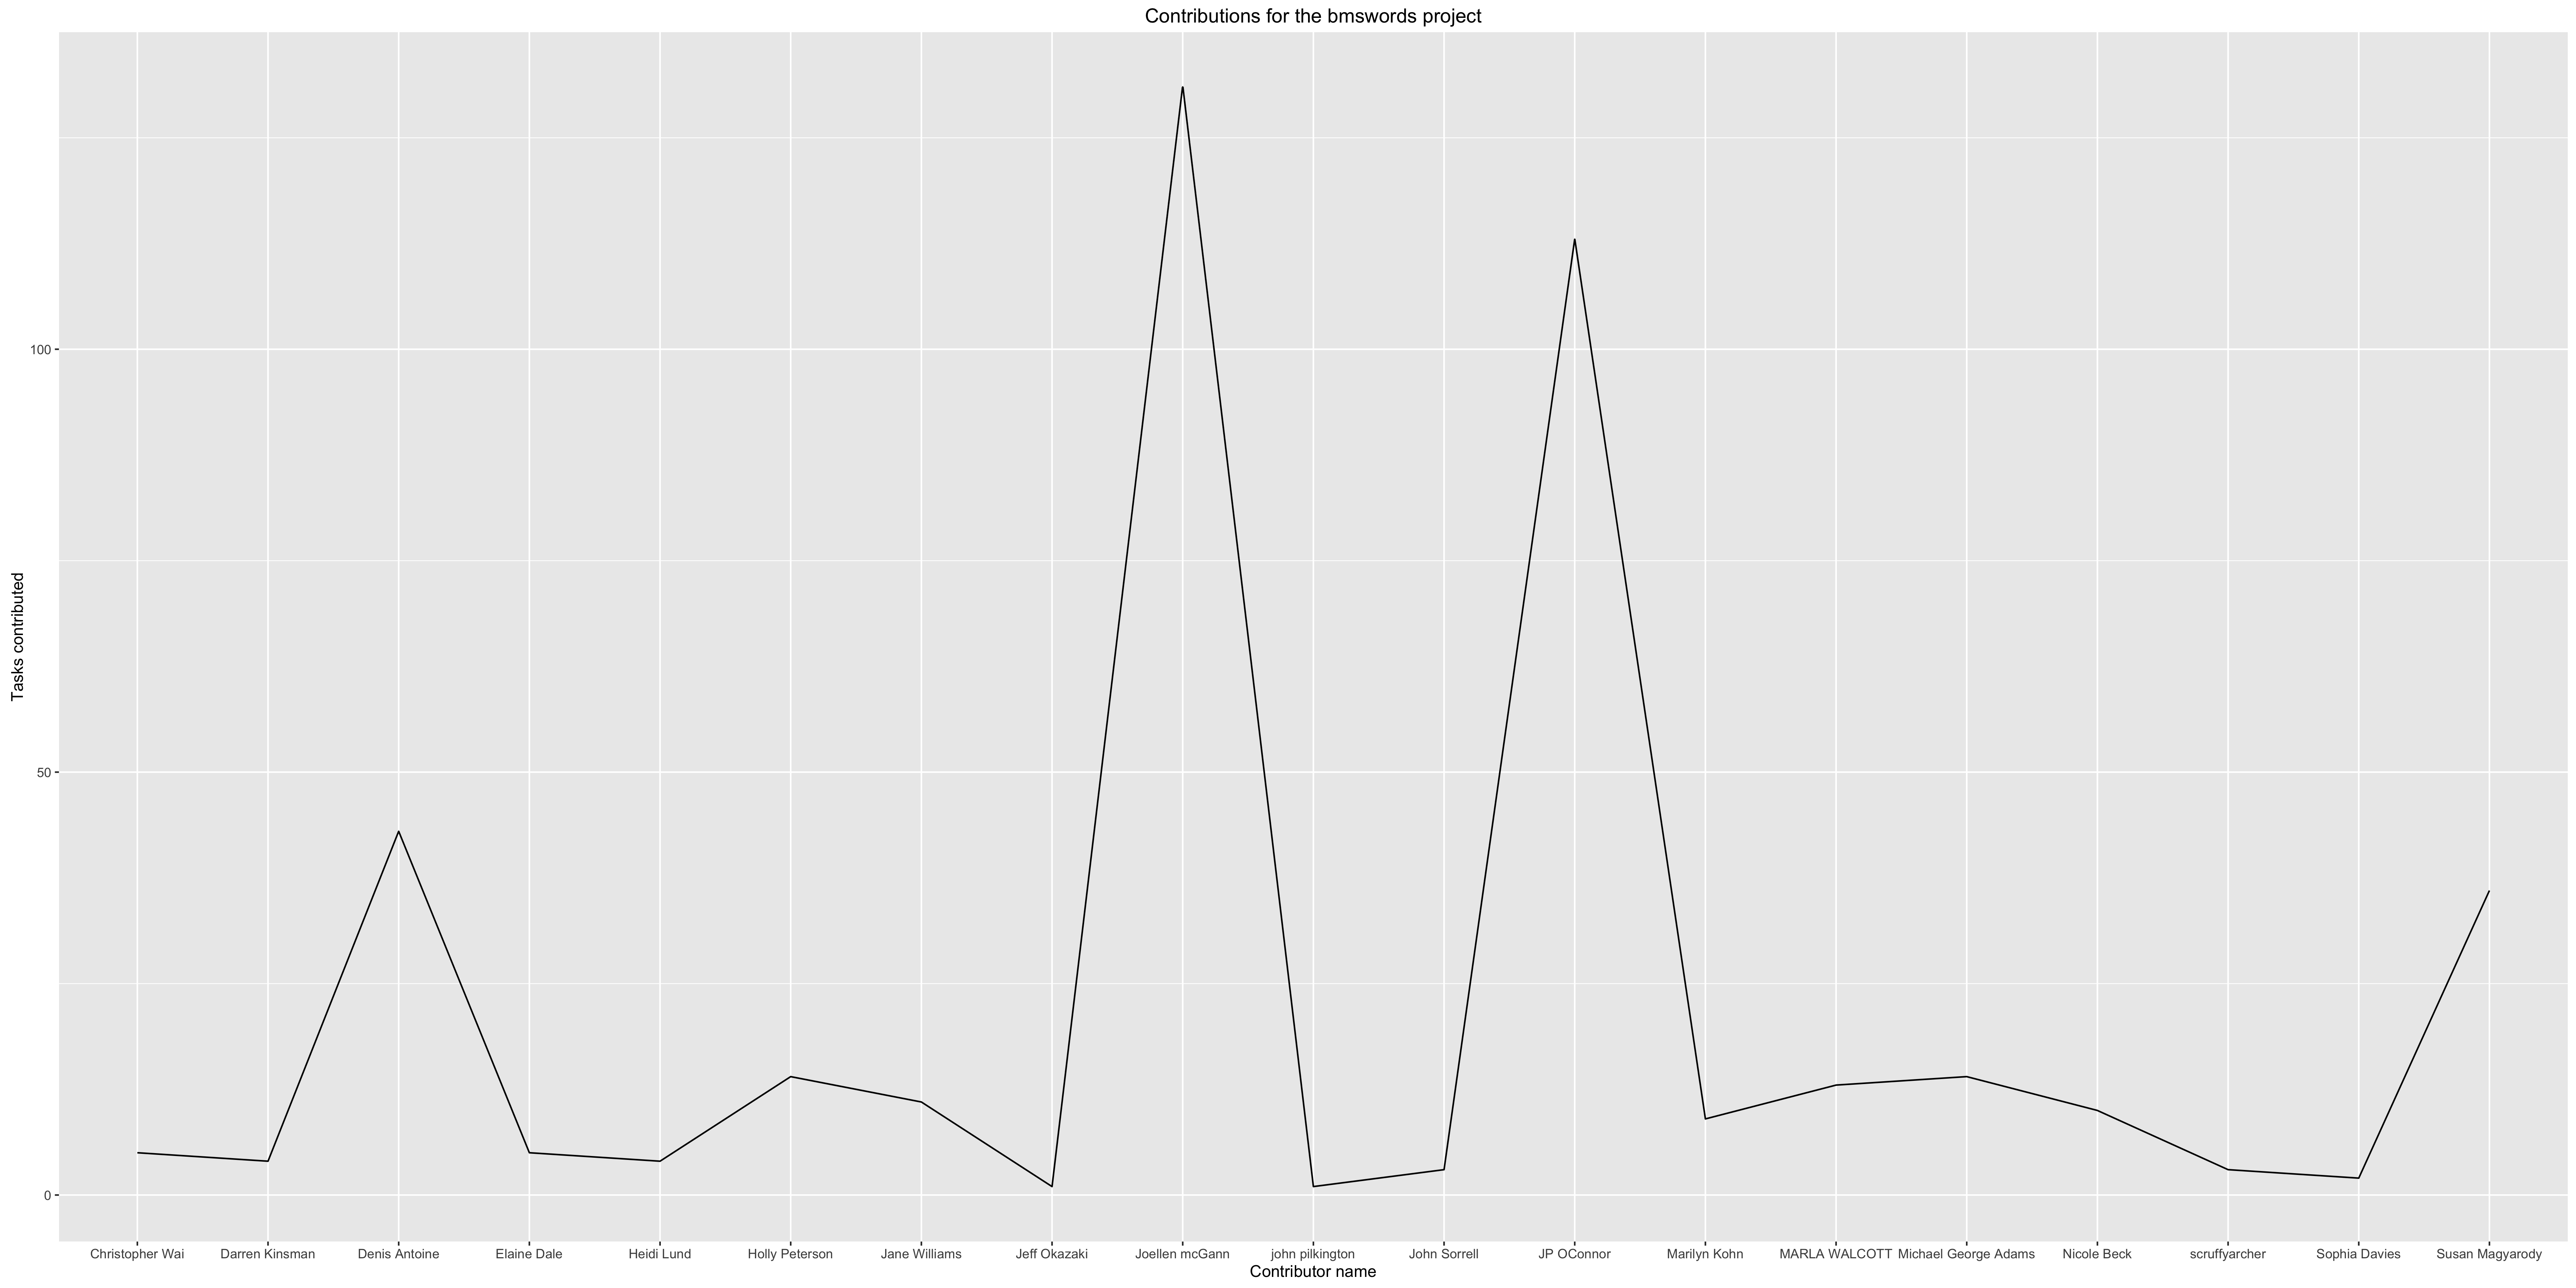 Contributions for the bmswords project
Tasks contributed
100
50
0
Christopher Wai Darren Kinsman Denis Antoine Elaine Dale Heidi Lund Holly Peterson Jane Williams Jeff Okazaki Joellen mcGann john pilkington John Sorrell JP OConnor Marilyn Kohn MARLA WALCOTT Michael George Adams Nicole Beck scruffyarcher Sophia Davies Susan Magyarody
Contributor name